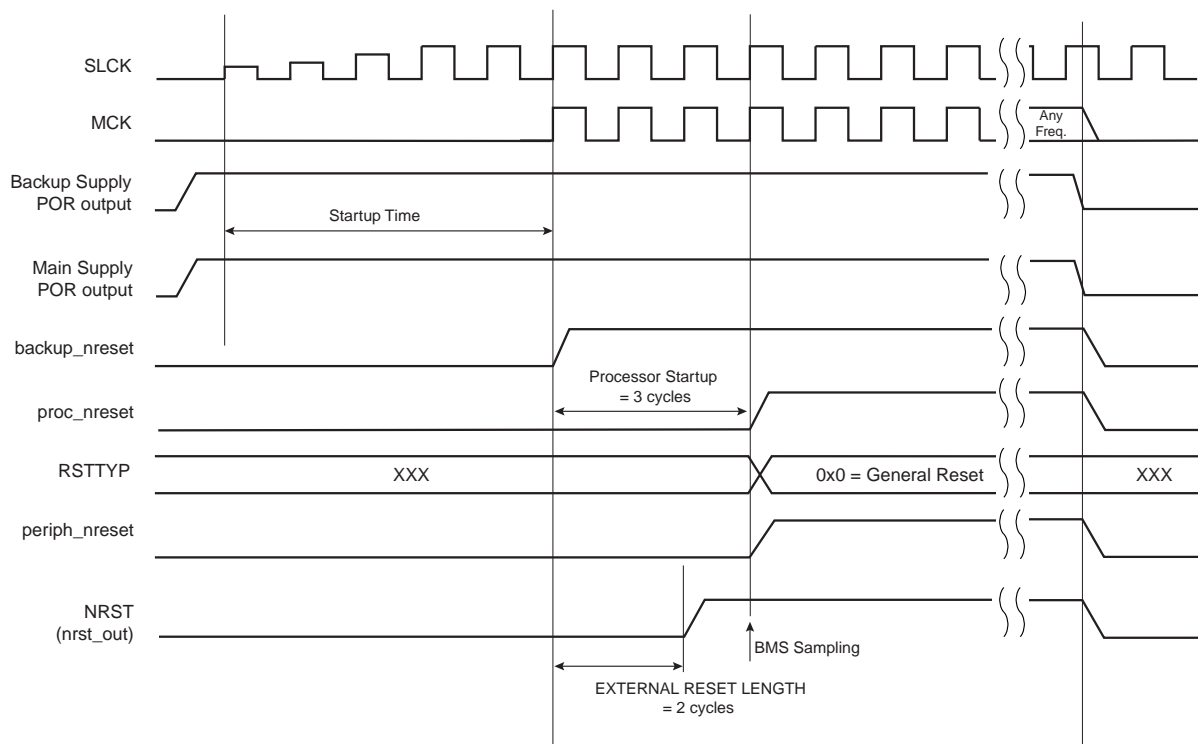 SLCK
MCK
Any
Freq.
Backup Supply
POR output
Startup Time
Main Supply
POR output
backup_nreset
Processor Startup
= 3 cycles
proc_nreset
RSTTYP
XXX
0x0 = General Reset
XXX
periph_nreset
NRST
(nrst_out)
BMS Sampling
EXTERNAL RESET LENGTH
= 2 cycles